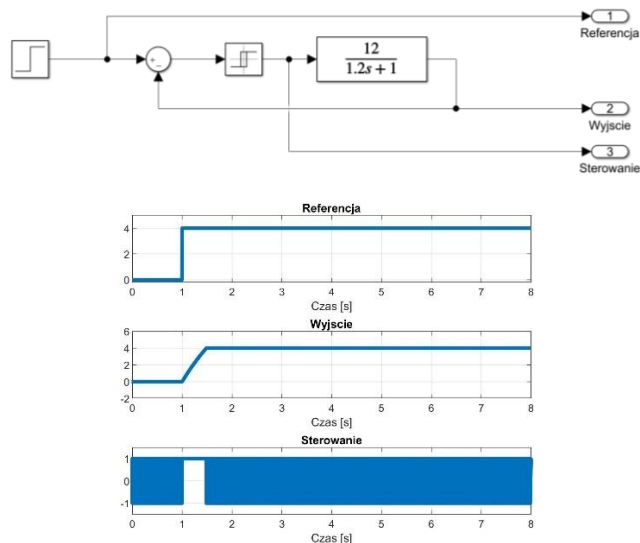 1
Referencja
12
1.2s + 1
+
-
2
Wyjscie
3
Sterowanie
Referencja
4
2
0
0 1 2 3 4 5 6 7 8
Czas [s]
Wyjscie
6
4
2
0
-2
0 1 2 3 4 5 6 7 8
Czas [s]
Sterowanie
1
0
-1
0 1 2 3 4 5 6 7 8
Czas [s]